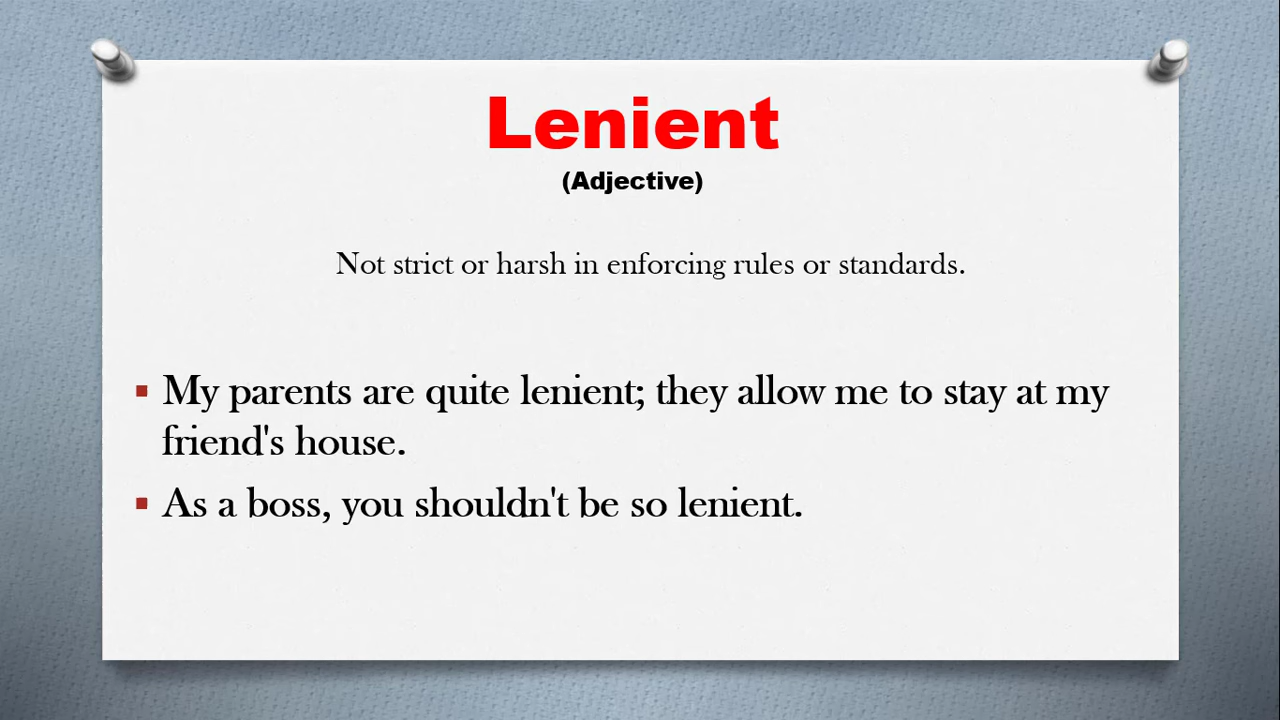 Lenient
(Adjective)
Not strict or harsh in enforcing rules or standards.
My parents are quite lenient; they allow me to stay at my
friend's house.
As a boss, you shouldn't be so lenient.